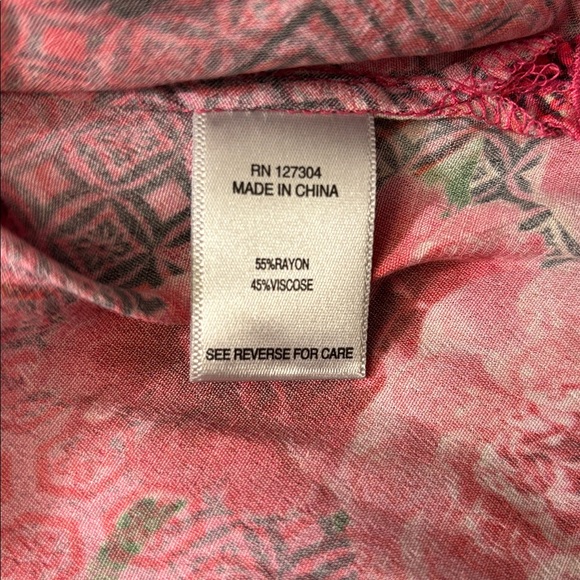 RN 127304
MADE IN CHINA
55%RAYON
45%VISCOSE
SEE REVERSE FOR CARE